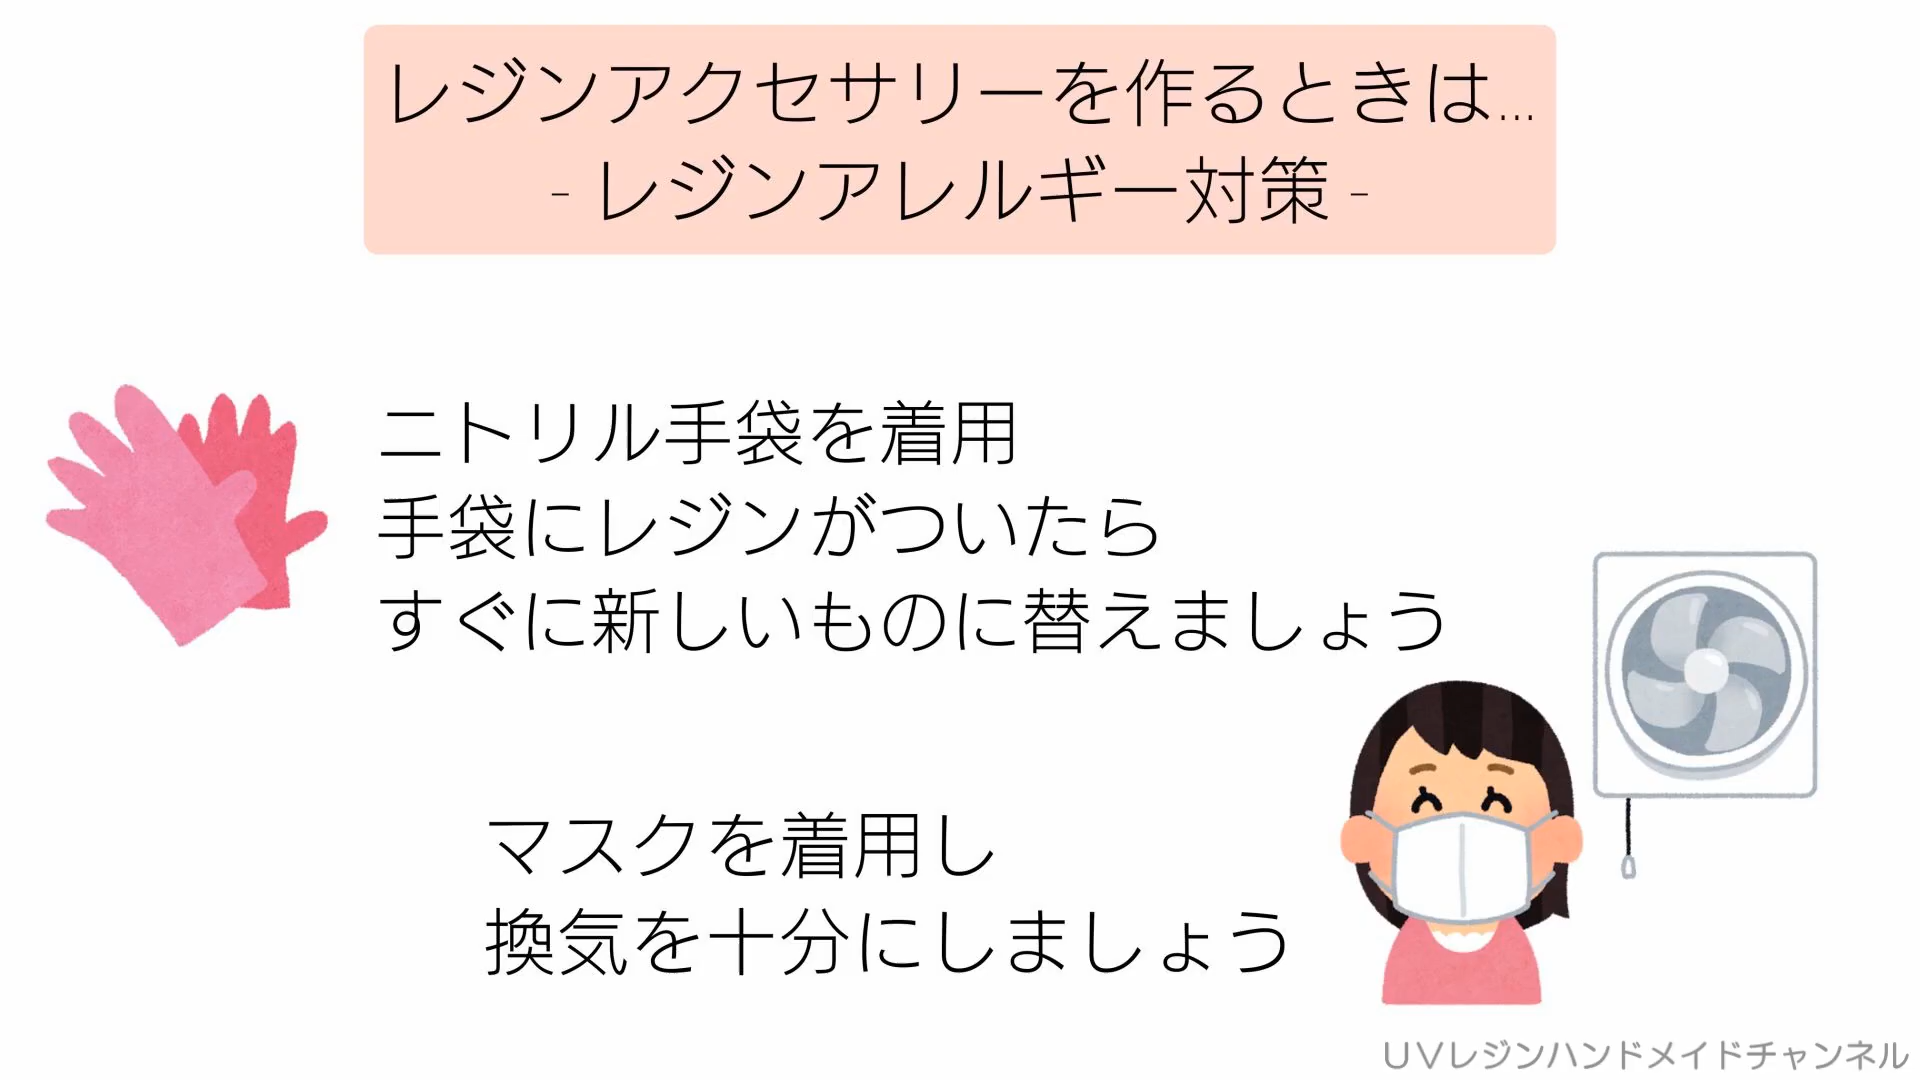 レジンアクセサリーを作るときは...
- レジンアレルギー対策 -
ニトリル手袋を着用
手袋にレジンがついたら
すぐに新しいものに替えましょう
マスクを着用し
換気を十分にしましょう
UVレジンハンドメイドチャンネル